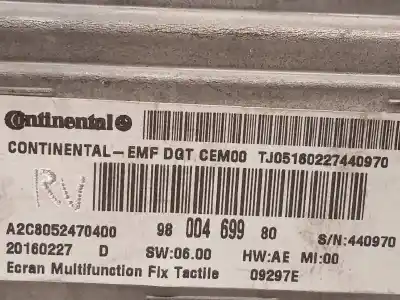 Continental
CONTINENTAL-EMF DGT CEM00 TJ05160227440970
A2C8052470400 98 004 699 80 S/N:440970
20160227 D SW:06.00 HW:AE MI:00
Ecran Multifunction Fix Tactile 09297E